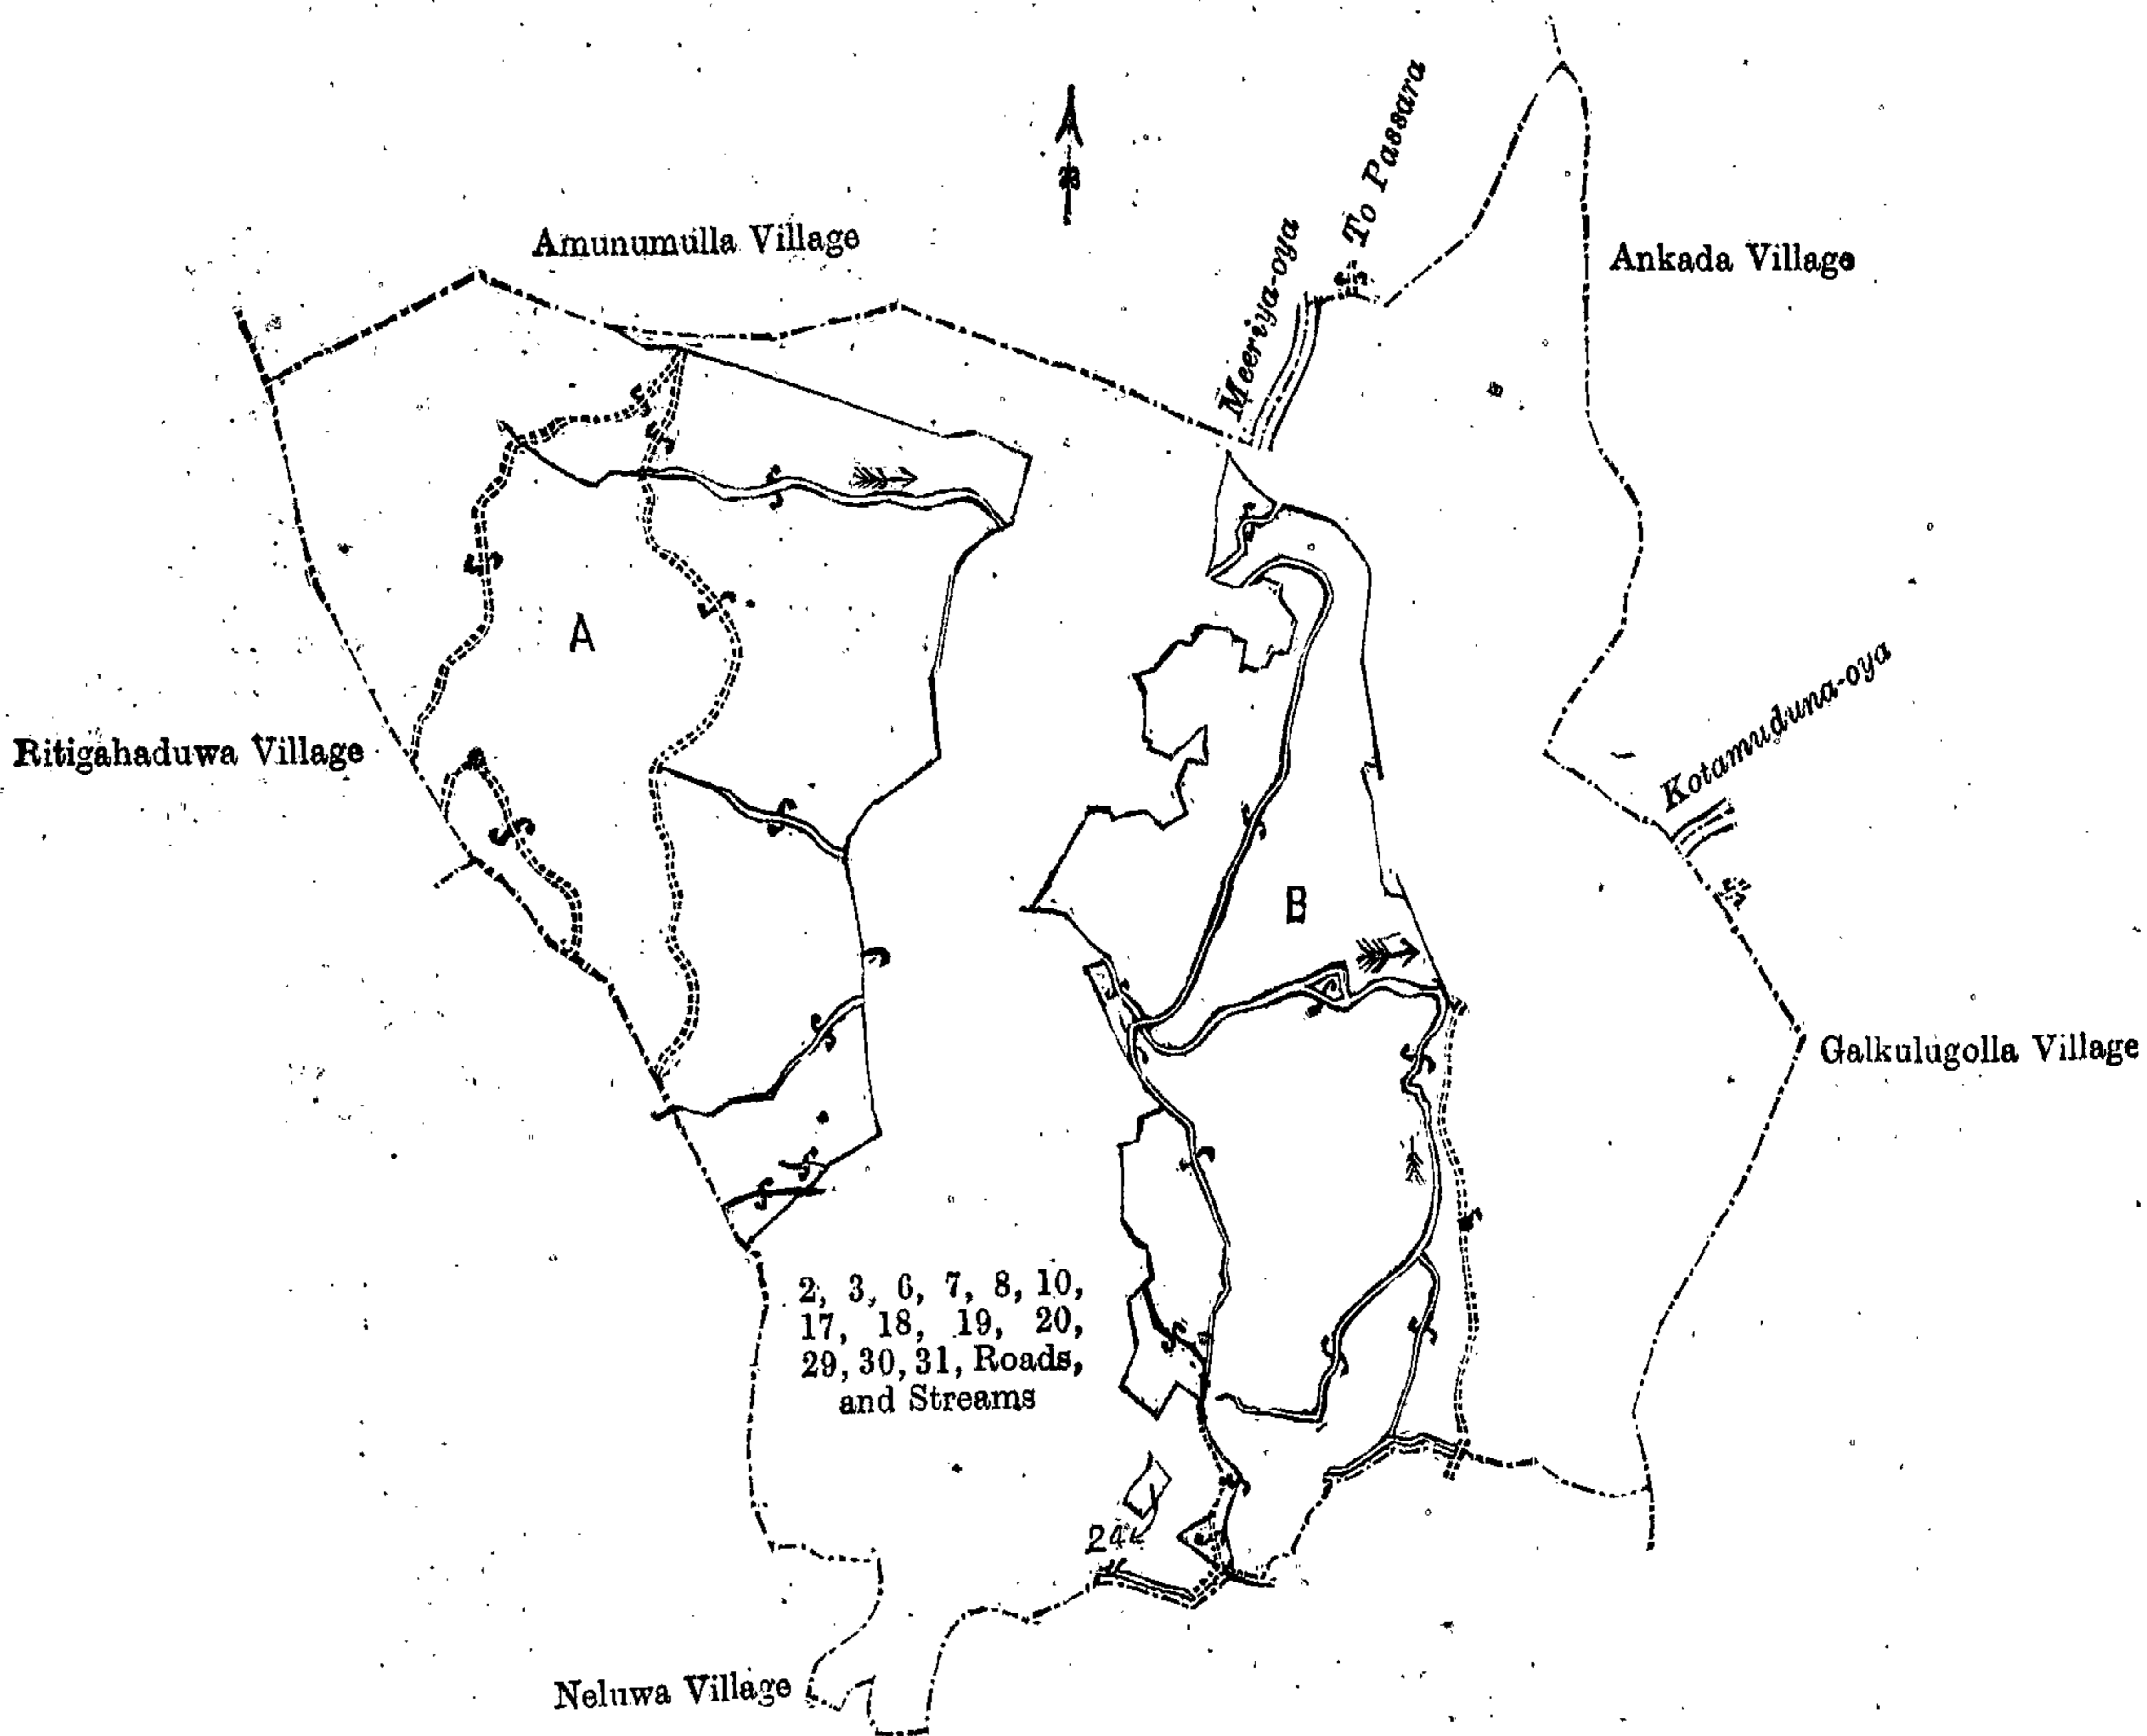 To Passara
Meeriya-oya
Amunumulla Village
Ankada Village
A
Kotamuduna-oya
Ritigahaduwa Village
B
Galkulugolla Village
2, 3, 6, 7, 8, 10,
17, 18, 19, 20,
29, 30, 31, Roads,
and Streams
24
Neluwa Village